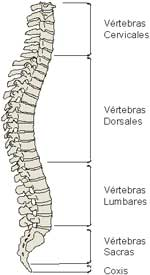 Vértebras
Cervicales
Vértebras
Dorsales
Vértebras
Lumbares
Vértebras
Sacras
Coxis